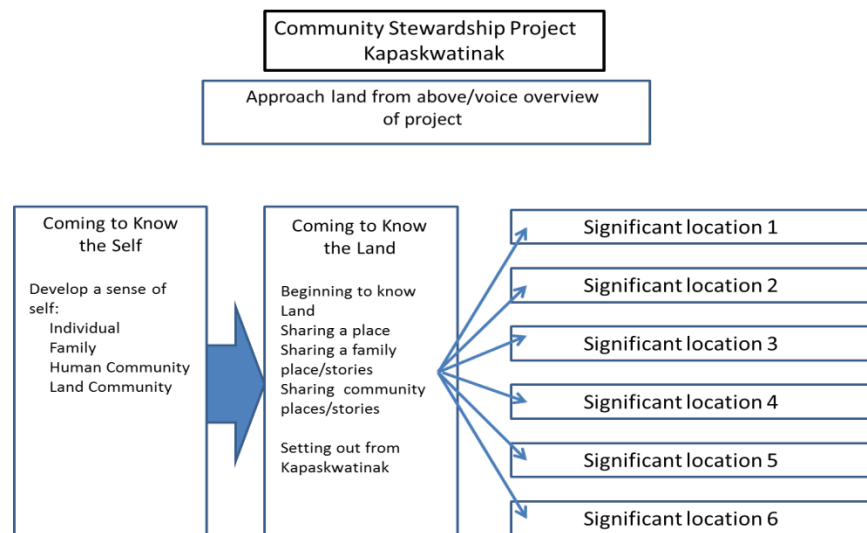 Community Stewardship Project
Kapaskwatinak
Approach land from above/voice overview
of project
Coming to Know
the Self
Develop a sense of
self:
Individual
Family
Human Community
Land Community
Coming to Know
the Land
Beginning to know
Land
Sharing a place
Sharing a family
place/stories
Sharing community
places/stories
Setting out from
Kapaskwatinak
Significant location 1
Significant location 2
Significant location 3
Significant location 4
Significant location 5
Significant location 6